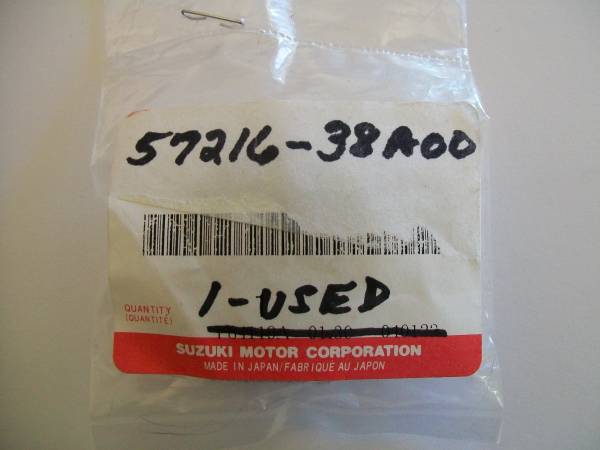 57216-38A00
1-USED
QUANTITY
(QUANTITÉ)
SUZUKI MOTOR CORPORATION
MADE IN JAPAN/FABRIQUE AU JAPON